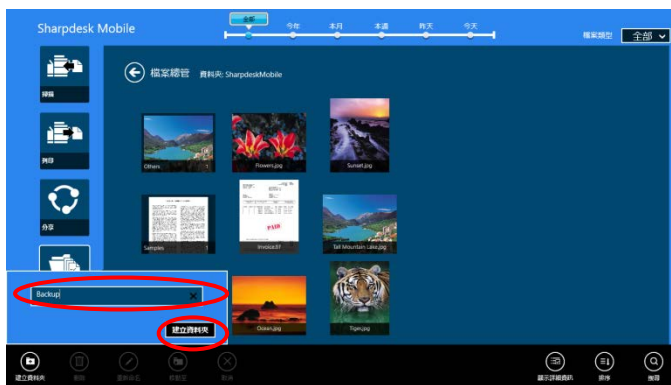 Sharpdesk Mobile
全部 今年 本月 本週 昨天 今天
檔案類型 全部
檔案總管 資料夾: SharpdeskMobile
掃描
列印
分享
Others 1
Flowers.jpg
Sunset.jpg
Samples 1
PAID
Invoice37
Tall Mountain Lake.jpg
Ocean.jpg
Tiger.jpg
Backup
建立資料夾
建立資料夾 刪除 重新命名 移動至 取消 顯示詳細資訊 排序 搜尋